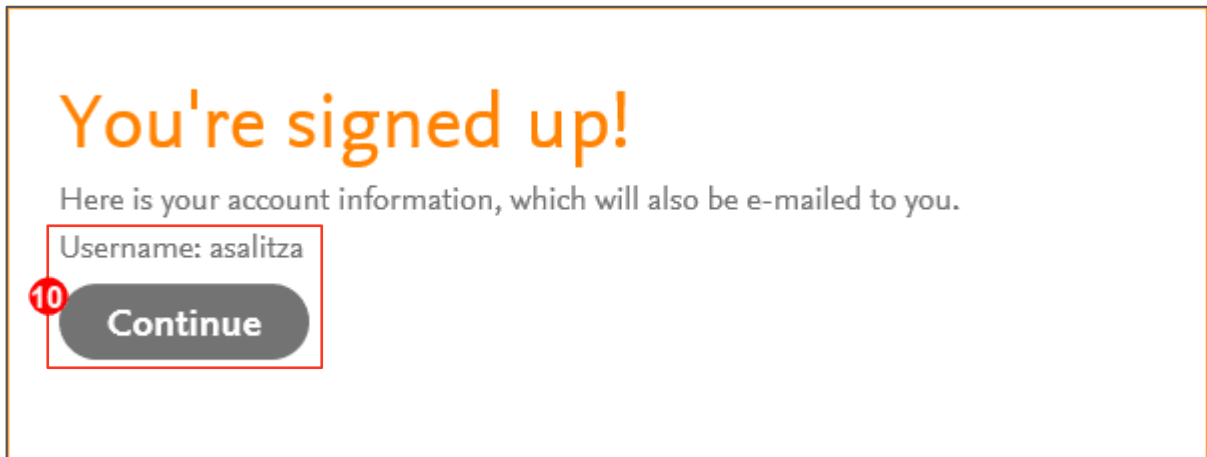 You're signed up!
Here is your account information, which will also be e-mailed to you.
Username: asalitza
10
Continue